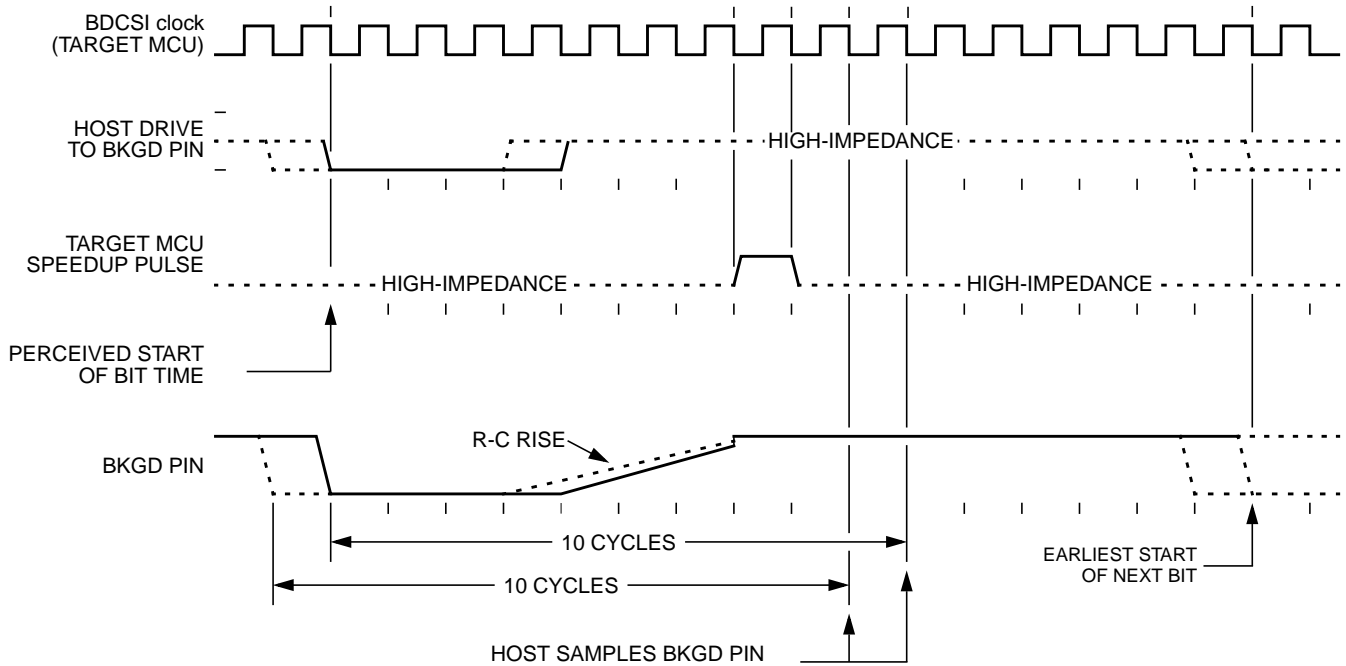 BDCSI clock
(TARGET MCU)
HOST DRIVE
TO BKGD PIN
HIGH-IMPEDANCE
TARGET MCU
SPEEDUP PULSE
HIGH-IMPEDANCE
HIGH-IMPEDANCE
PERCEIVED START
OF BIT TIME
R-C RISE
BKGD PIN
10 CYCLES
10 CYCLES
EARLIEST START
OF NEXT BIT
HOST SAMPLES BKGD PIN